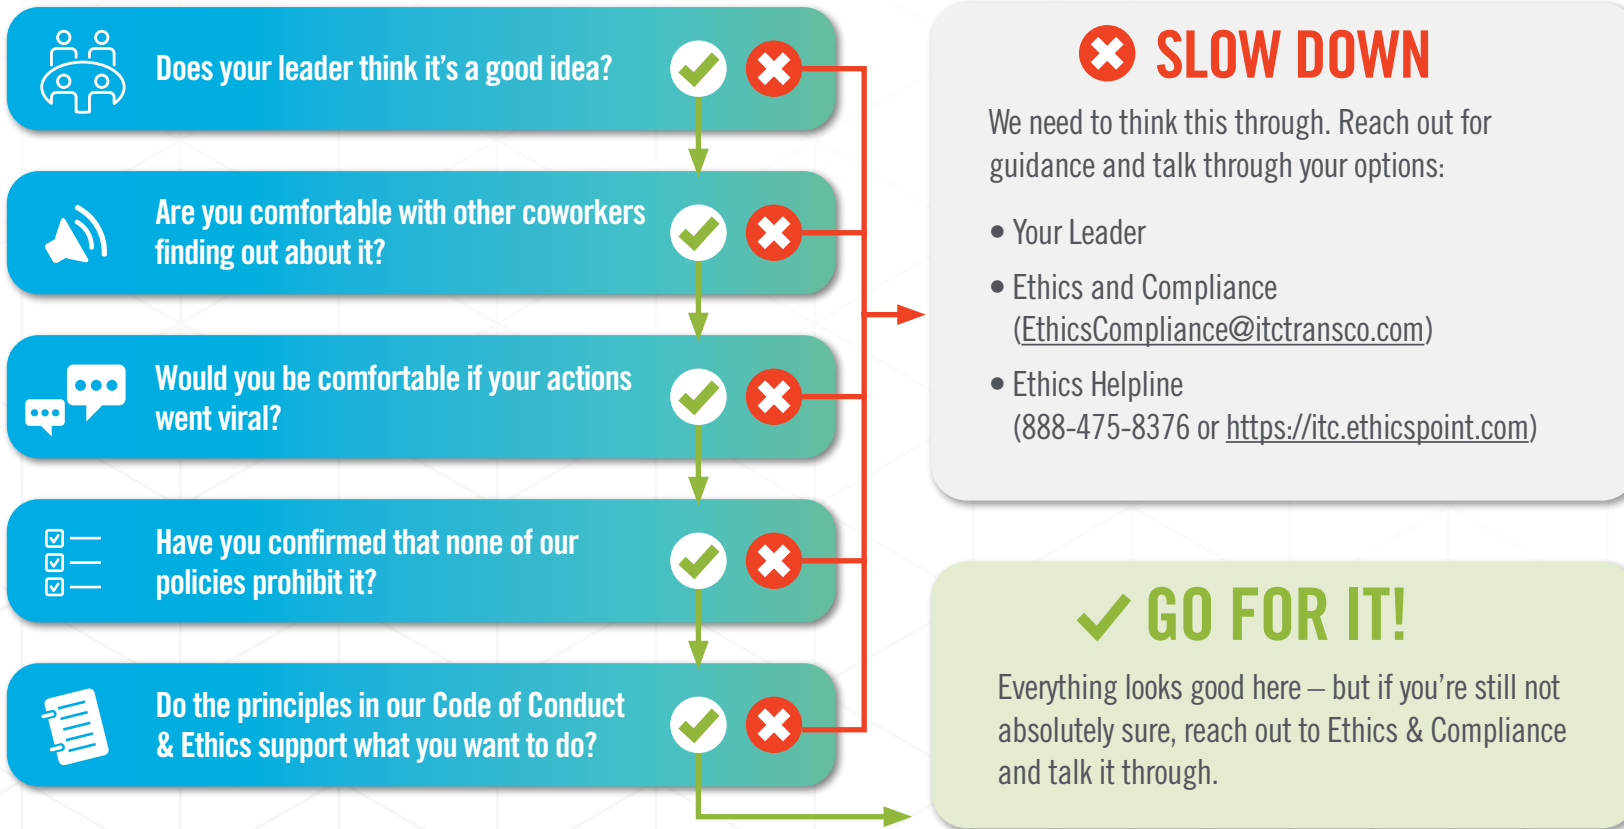 Does your leader think it's a good idea?
Are you comfortable with other coworkers
finding out about it?
Would you be comfortable if your actions
went viral?
Have you confirmed that none of our
policies prohibit it?
Do the principles in our Code of Conduct
& Ethics support what you want to do?
SLOW DOWN
We need to think this through. Reach out for
guidance and talk through your options:
• Your Leader
• Ethics and Compliance
(EthicsCompliance@itctransco.com)
• Ethics Helpline
(888-475-8376 or https://itc.ethicspoint.com)
GO FOR IT!
Everything looks good here – but if you're still not
absolutely sure, reach out to Ethics & Compliance
and talk it through.